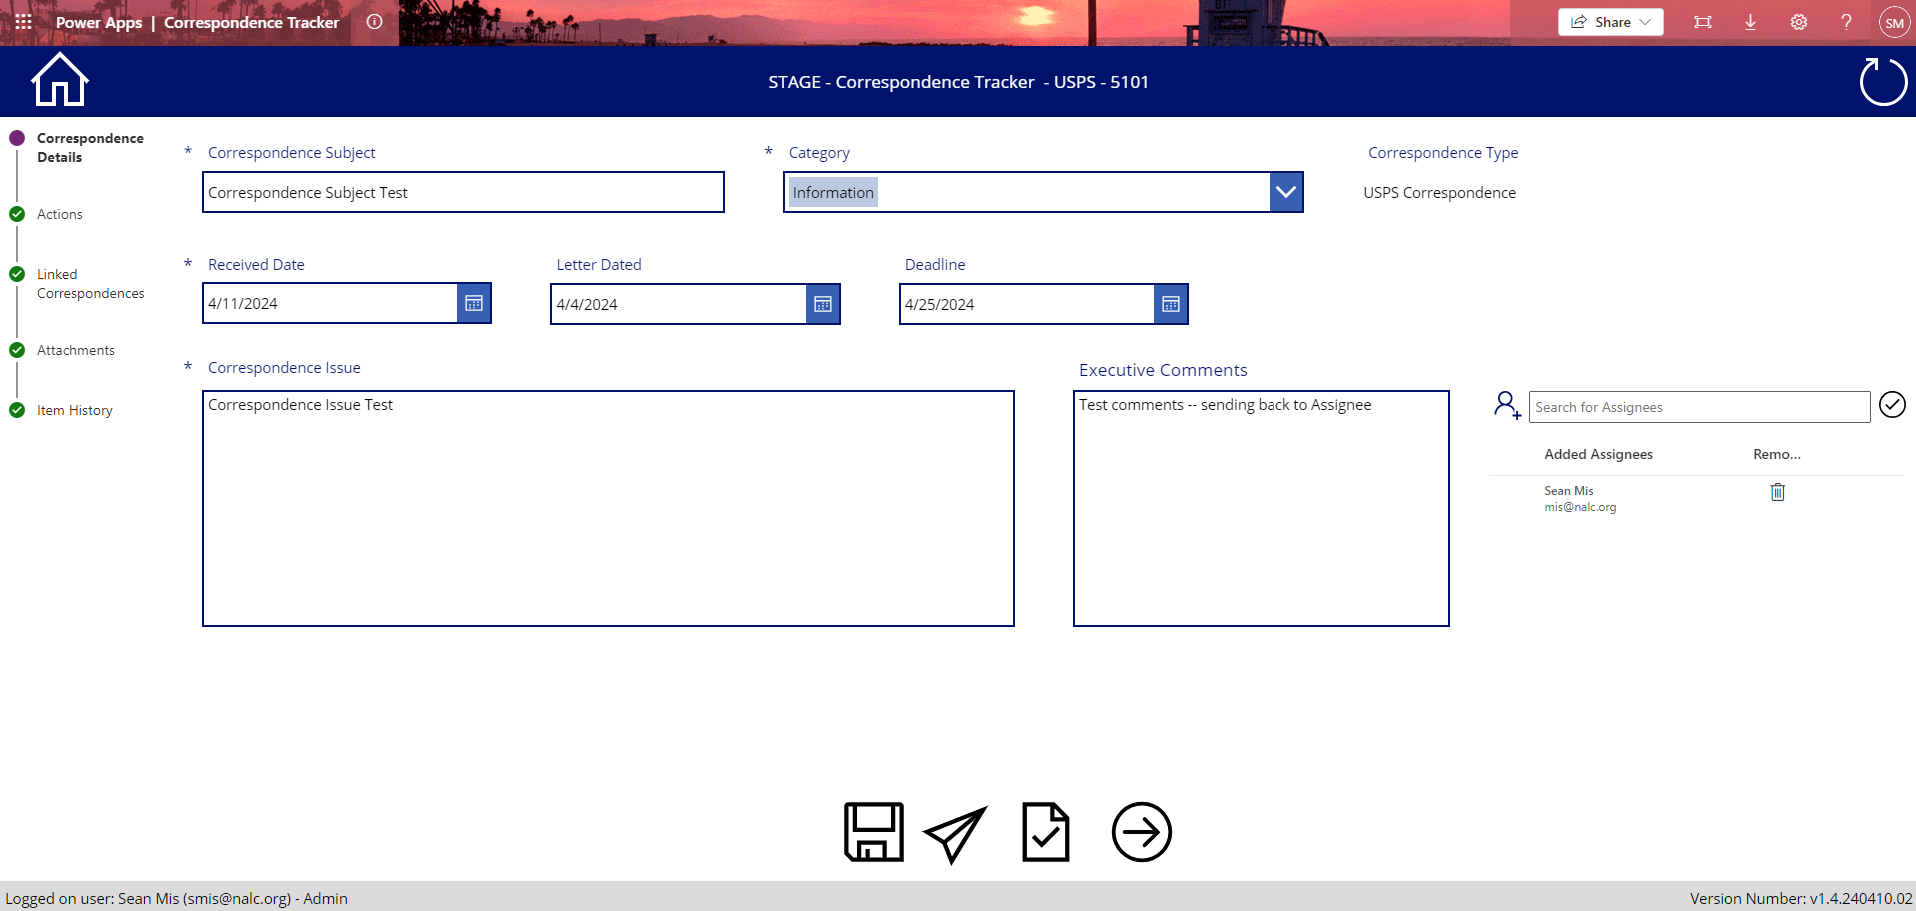 Power Apps | Correspondence Tracker
Share
SM
STAGE - Correspondence Tracker - USPS - 5101
Correspondence
Details
Actions
Linked
Correspondences
Attachments
Item History
* Correspondence Subject
Correspondence Subject Test
* Category
Information
Correspondence Type
USPS Correspondence
* Received Date
4/11/2024
Letter Dated
4/4/2024
Deadline
4/25/2024
* Correspondence Issue
Correspondence Issue Test
Executive Comments
Test comments -- sending back to Assignee
Search for Assignees
Added Assignees Remo...
Sean Mis
mis@nalc.org
Logged on user: Sean Mis (smis@nalc.org) - Admin
Version Number: v1.4.240410.02